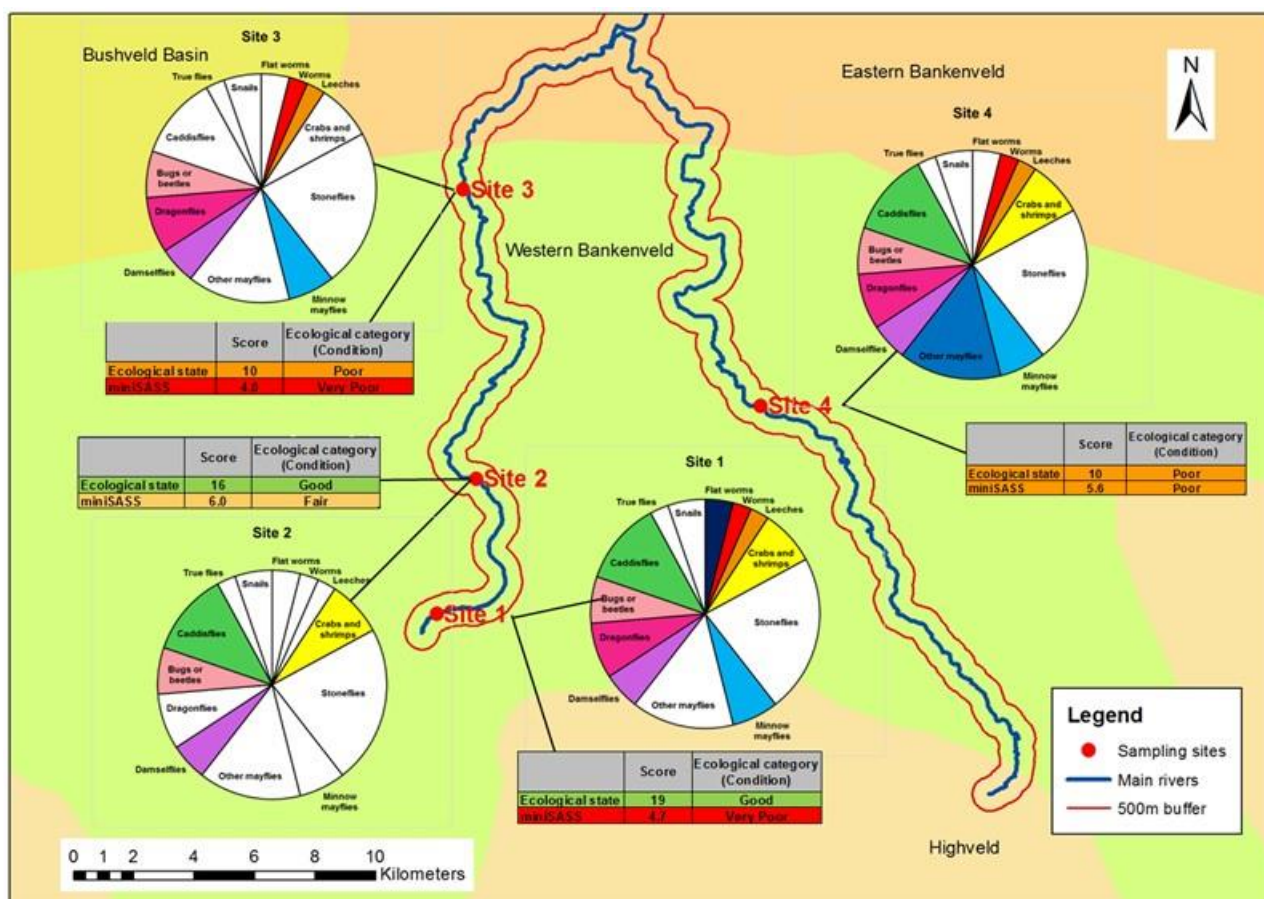 Bushveld Basin
Site 3
True flies
Snails
Flat worms
Worms
Leeches
Crabs and
shrimps
Caddisflies
Stoneflies
Bugs or
beetles
Dragonflies
Damselflies
Other mayflies
Minnow
mayflies
Score
Ecological category
(Condition)
Ecological state 10 Poor
miniSASS 4.8 Very Poor
Site 3
Eastern Bankenveld
N
Site 4
True flies
Snails
Flat worms
Worms
Leeches
Crabs and
shrimps
Caddisflies
Stoneflies
Bugs or
beetles
Dragonflies
Damselflies
Other mayflies
Minnow
mayflies
Western Bankenveld
Site 4
Score
Ecological category
(Condition)
Ecological state 10 Poor
miniSASS 5.6 Poor
Score
Ecological category
(Condition)
Ecological state 16 Good
miniSASS 6.0 Fair
Site 2
Site 2
True flies
Snails
Flat worms
Worms
Leeches
Crabs and
shrimps
Caddisflies
Stoneflies
Bugs or
beetles
Dragonflies
Damselflies
Other mayflies
Minnow
mayflies
Site 1
Site 1
True flies
Snails
Flat worms
Worms
Leeches
Crabs and
shrimps
Caddisflies
Stoneflies
Bugs or
beetles
Dragonflies
Damselflies
Other mayflies
Minnow
mayflies
Score
Ecological category
(Condition)
Ecological state 19 Good
miniSASS 4.7 Very Poor
Legend
Sampling sites
Main rivers
500m buffer
Highveld
0 1 2 4 6 8 10
Kilometers